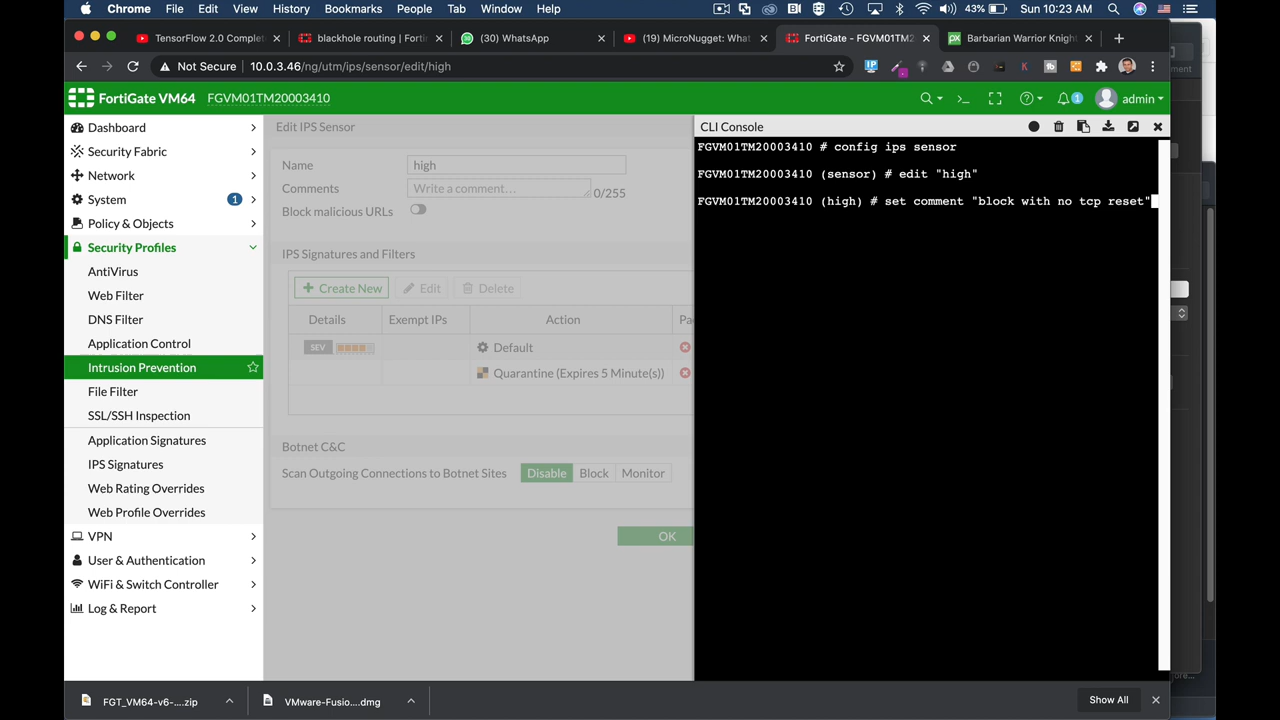 Chrome File Edit View History Bookmarks People Tab Window Help 43% Sun 10:23 AM
TensorFlow 2.0 Complet blackhole routing | Forti (30) WhatsApp (19) MicroNugget: What FortiGate - FGVM01TM2 Barbarian Warrior Knight
Not Secure 10.0.3.46/ng/utm/ips/sensor/edit/high
FortiGate VM64 FGVM01TM20003410 1 admin
Dashboard
Security Fabric
Network
System 1
Policy & Objects
Security Profiles
AntiVirus
Web Filter
DNS Filter
Application Control
Intrusion Prevention
File Filter
SSL/SSH Inspection
Application Signatures
IPS Signatures
Web Rating Overrides
Web Profile Overrides
VPN
User & Authentication
WiFi & Switch Controller
Log & Report
Edit IPS Sensor
Name high
Comments Write a comment... 0/255
Block malicious URLs
IPS Signatures and Filters
Create New Edit Delete
Details Exempt IPs Action Pa
SEV Default
Quarantine (Expires 5 Minute(s))
Botnet C&C
Scan Outgoing Connections to Botnet Sites Disable Block Monitor
OK
CLI Console
FGVM01TM20003410 # config ips sensor
FGVM01TM20003410 (sensor) # edit "high"
FGVM01TM20003410 (high) # set comment "block with no tcp reset"
FGT_VM64-v6-....zip VMware-Fusio....dmg Show All